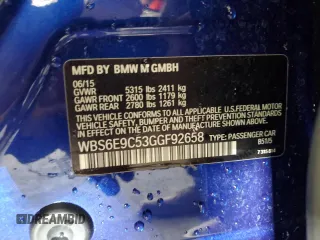 MFD BY BMW M GMBH
06/15
GVWR 5315 lbs 2411 kg
GAWR FRONT 2600 lbs 1179 kg
GAWR REAR 2780 lbs 1261 kg
THIS VEHICLE CONFORMS TO ALL
APPLICABLE U.S. FEDERAL MOTOR
VEHICLE SAFETY, BUMPER, AND
THEFT PREVENTION STANDARDS IN
EFFECT ON THE DATE OF
MANUFACTURE SHOWN ABOVE.
WBS6E9C53GGF92658
TYPE: PASSENGER CAR
DREAMBID